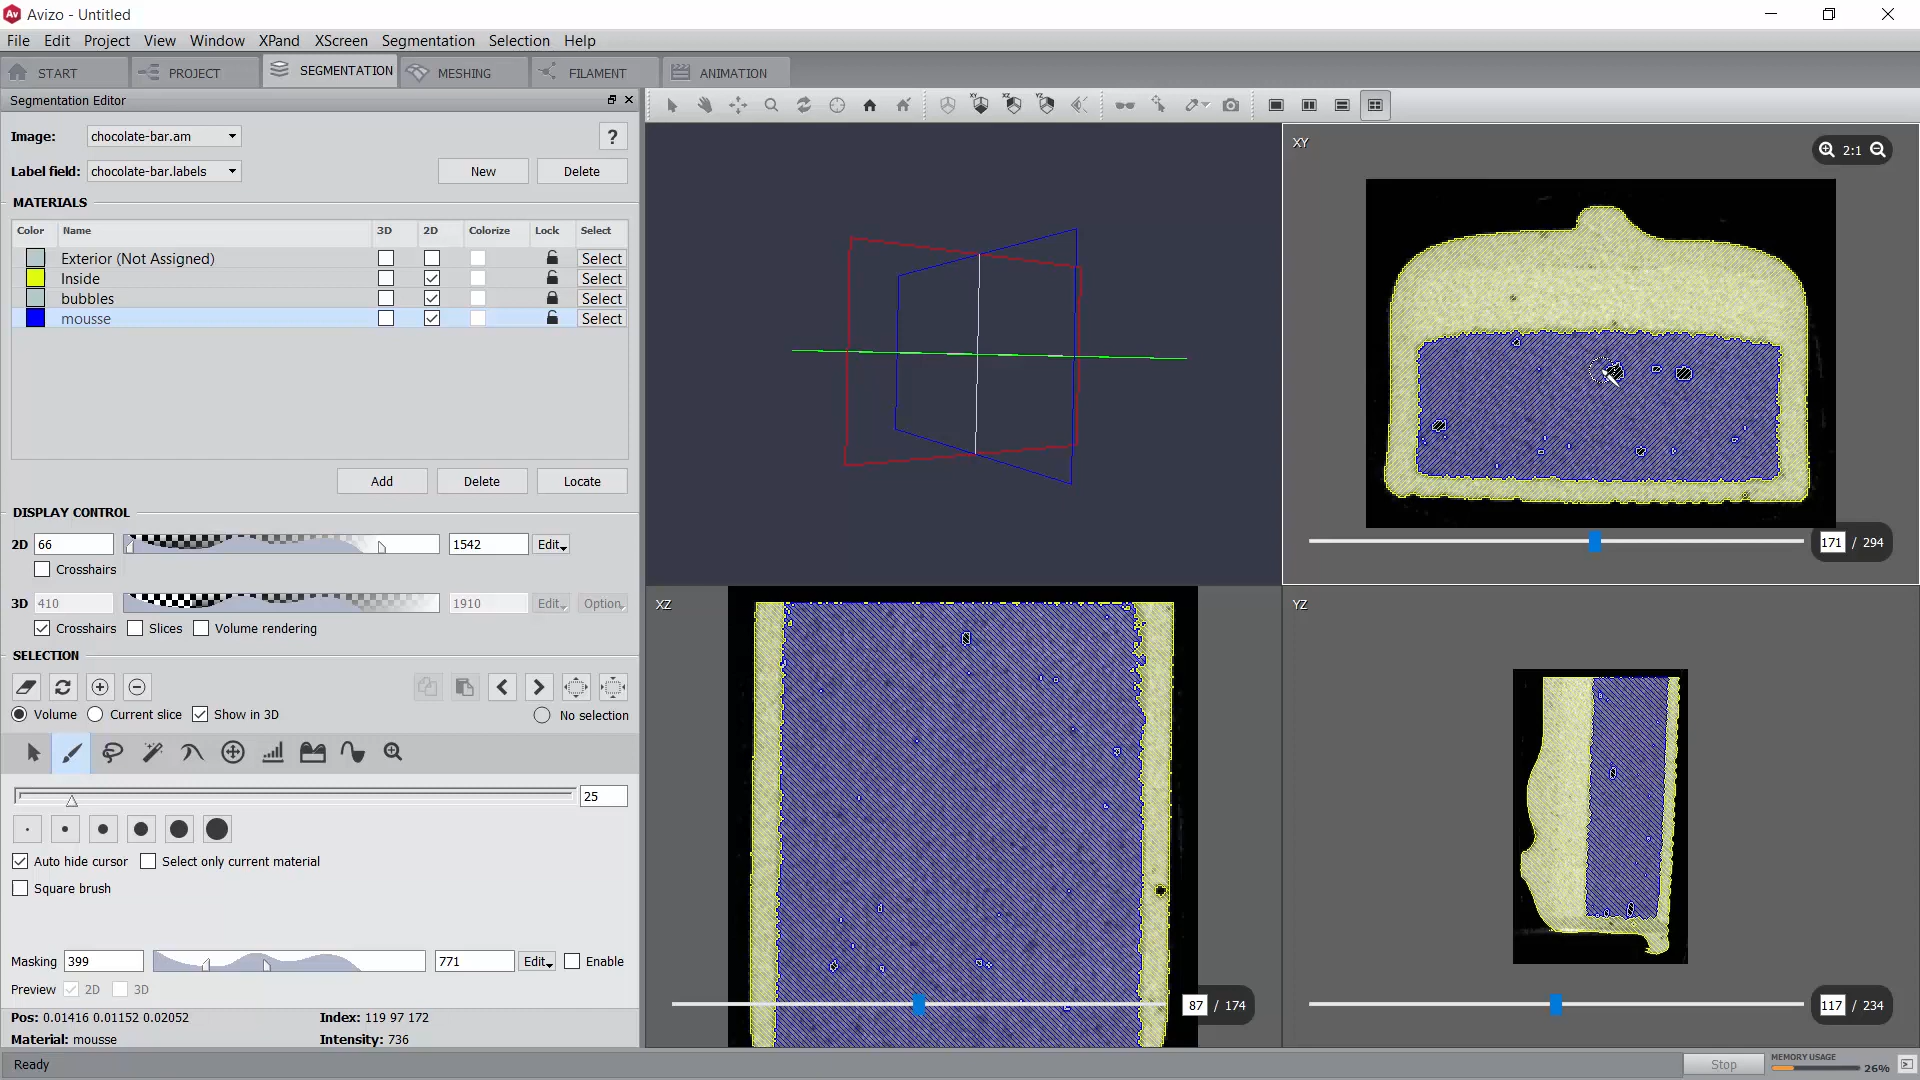 Avizo - Untitled
File Edit Project View Window XPand XScreen Segmentation Selection Help
START PROJECT SEGMENTATION MESHING FILAMENT ANIMATION
Segmentation Editor
Image: chocolate-bar.am ?
Label field: chocolate-bar.labels New Delete
MATERIALS
Color Name 3D 2D Colorize Lock Select
Exterior (Not Assigned) Select
Inside Select
bubbles Select
mousse Select
Add Delete Locate
DISPLAY CONTROL
2D 66 1542 Edit
Crosshairs
3D 410 1910 Edit Option
Crosshairs Slices Volume rendering
SELECTION
Volume Current slice Show in 3D No selection
25
Auto hide cursor Select only current material
Square brush
Masking 399 771 Edit Enable
Preview 2D 3D
Pos: 0.01416 0.01152 0.02052 Index: 119 97 172
Material: mousse Intensity: 736
Ready
XY XZ YZ
XY
2:1
171 / 294
XZ
87 / 174
YZ
117 / 234
Stop MEMORY USAGE 26%